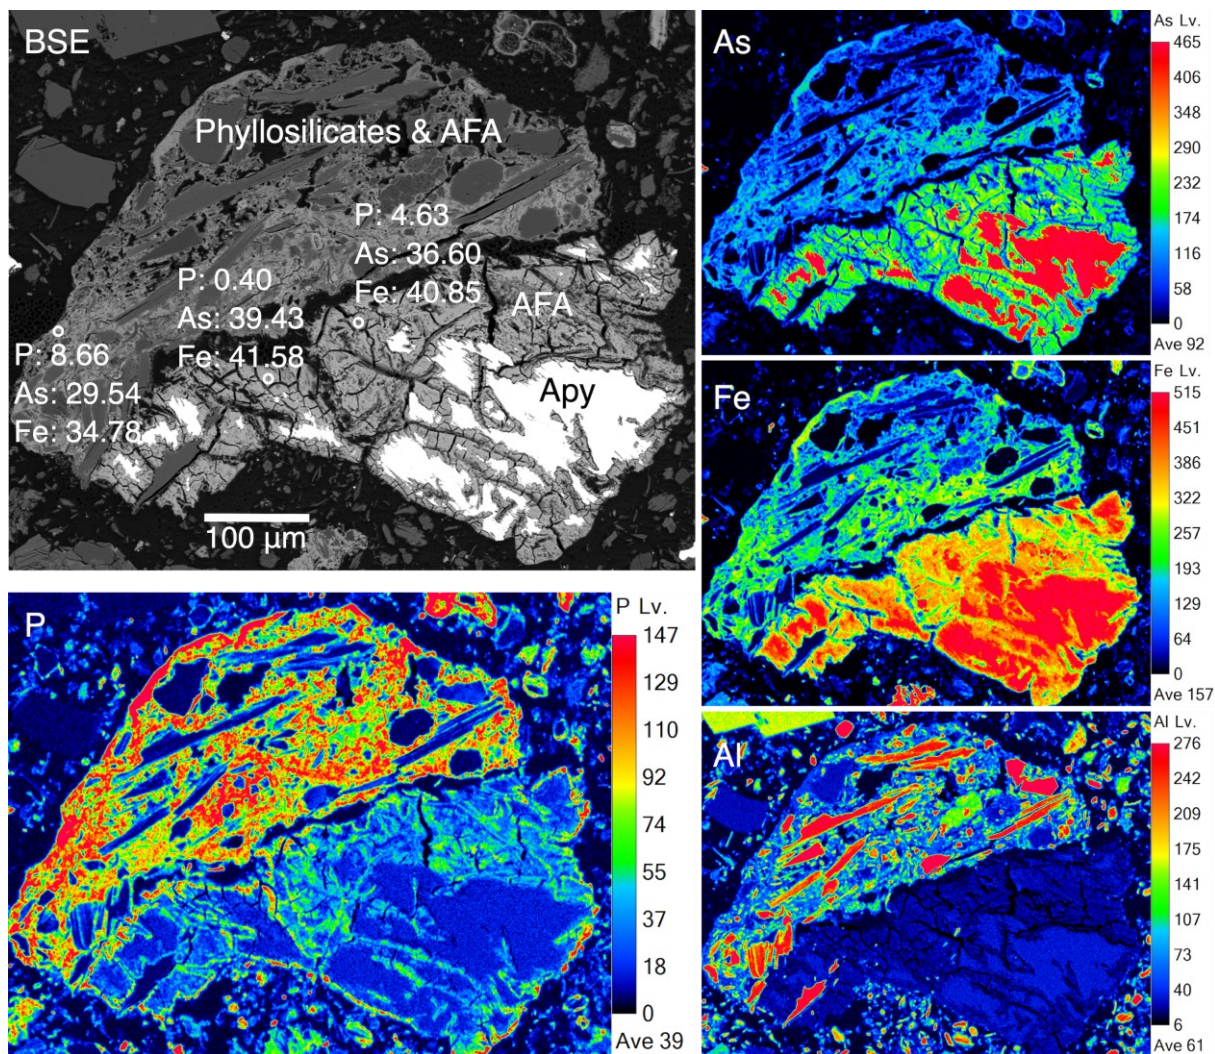 BSE
Phyllosilicates & AFA
P: 4.63
As: 36.60
Fe: 40.85
P: 0.40
As: 39.43
Fe: 41.58
P: 8.66
As: 29.54
Fe: 34.78
AFA
Apy
100 µm
As
As Lv.
465
406
348
290
232
174
116
58
0
Ave 92
Fe
Fe Lv.
515
451
386
322
257
193
129
64
0
Ave 157
P
P Lv.
147
129
110
92
74
55
37
18
0
Ave 39
Al
Al Lv.
276
242
209
175
141
107
73
40
6
Ave 61